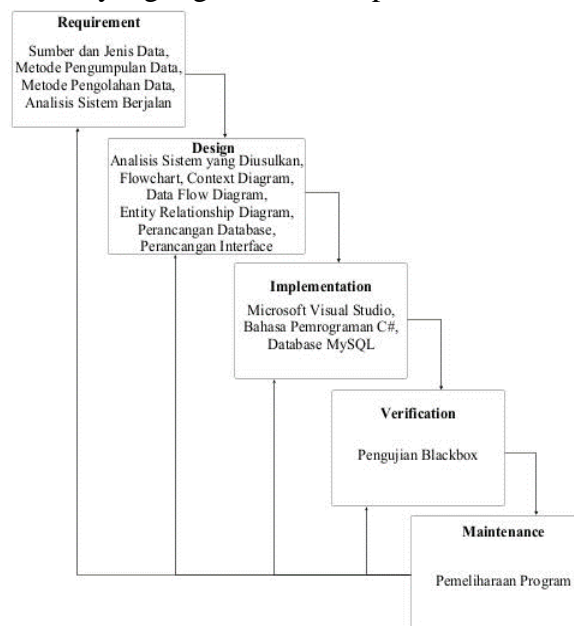 Requirement
Sumber dan Jenis Data,
Metode Pengumpulan Data,
Metode Pengolahan Data,
Analisis Sistem Berjalan
Design
Analisis Sistem yang Diusulkan,
Flowchart, Context Diagram,
Data Flow Diagram,
Entity Relationship Diagram,
Perancangan Database,
Perancangan Interface
Implementation
Microsoft Visual Studio,
Bahasa Pemrograman C#,
Database MySQL
Verification
Pengujian Blackbox
Maintenance
Pemeliharaan Program